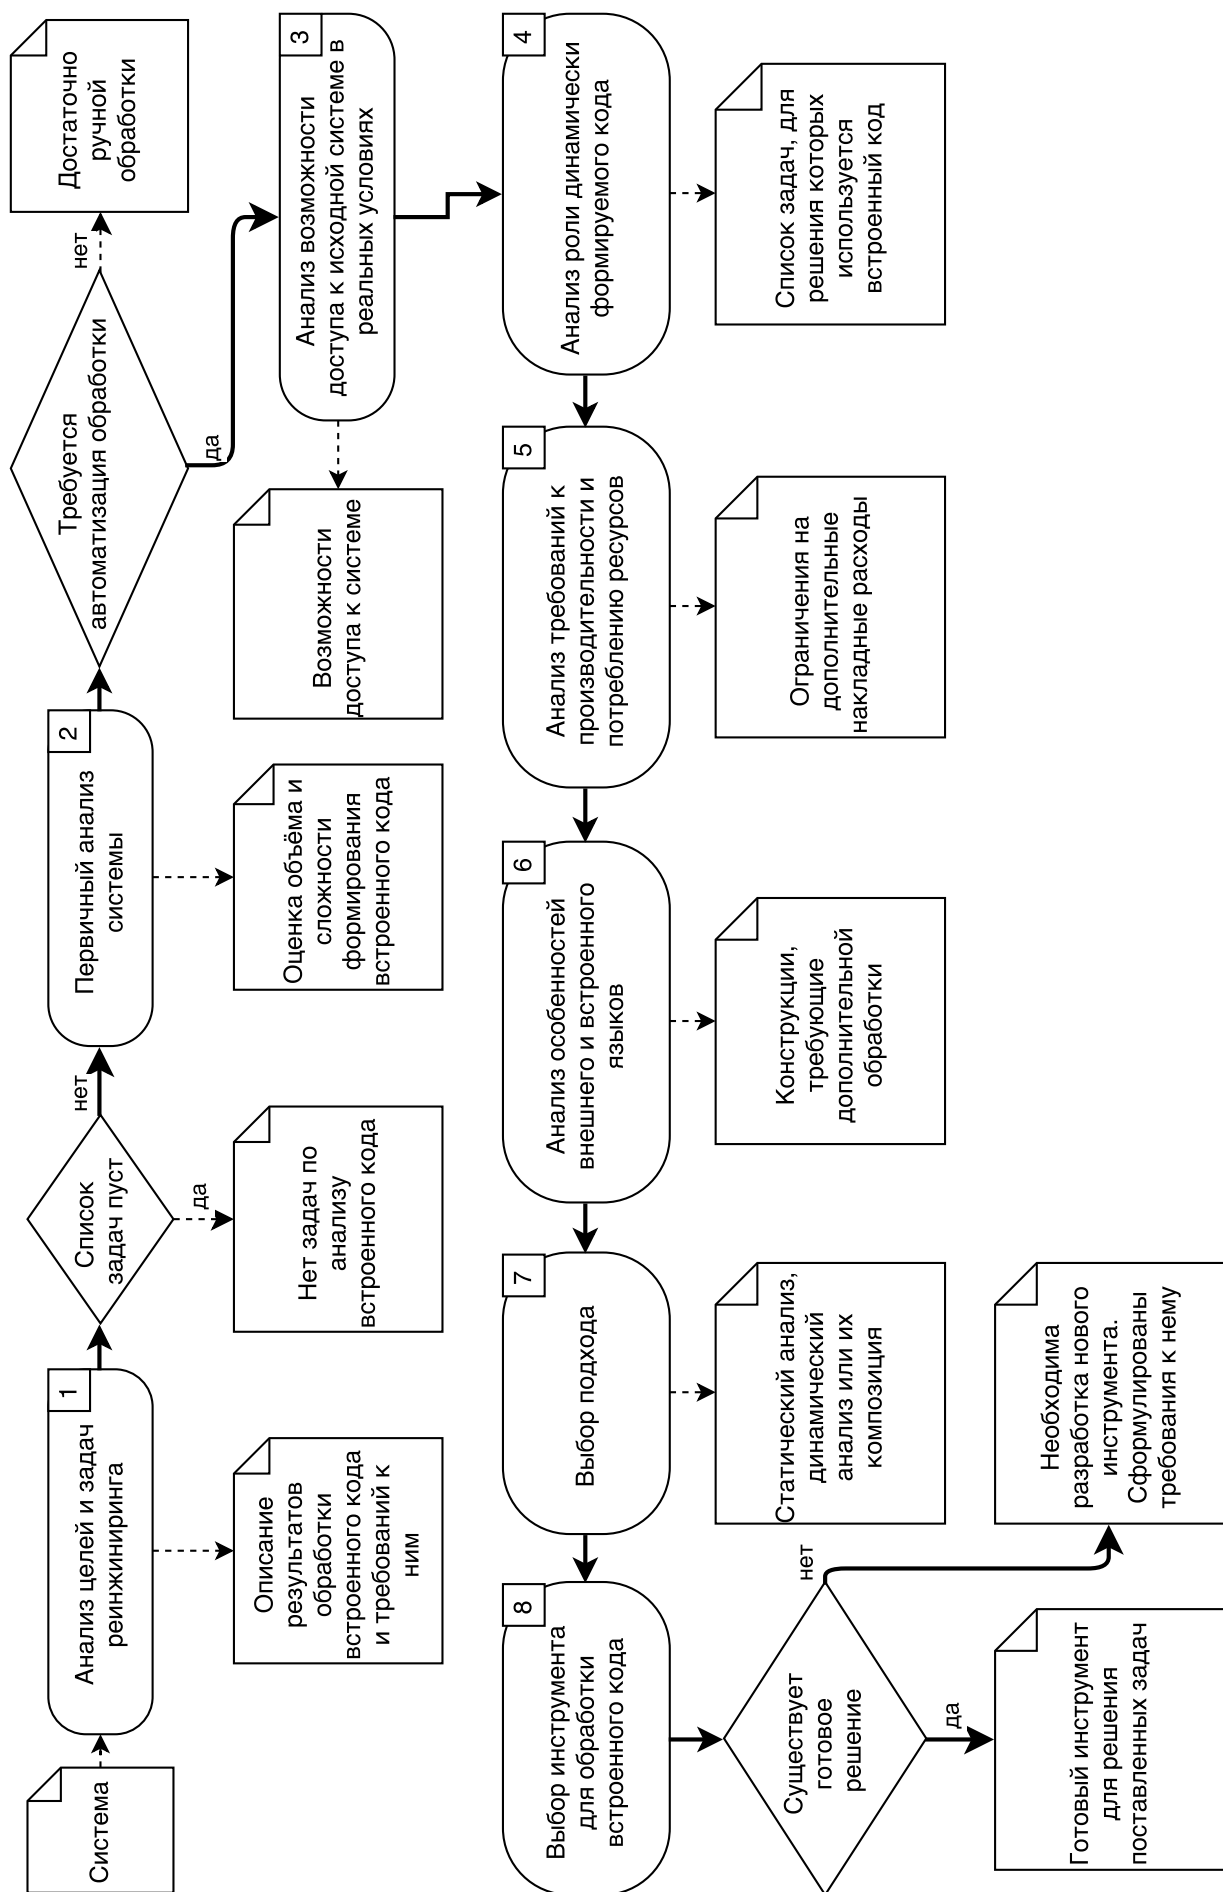 Система
1
Анализ целей и задач
реинжиниринга
Описание
результатов
обработки
встроенного кода
и требований к
ним
Список
задач пуст
да
Нет задач по
анализу
встроенного кода
нет
2
Первичный анализ
системы
Оценка объёма и
сложности
формирования
встроенного кода
Требуется
автоматизация обработки
нет
Достаточно
ручной
обработки
да
3
Анализ возможности
доступа к исходной системе в
реальных условиях
Возможности
доступа к системе
4
Анализ роли динамически
формируемого кода
Список задач, для
решения которых
используется
встроенный код
5
Анализ требований к
производительности и
потреблению ресурсов
Ограничения на
дополнительные
накладные расходы
6
Анализ особенностей
внешнего и встроенного
языков
Конструкции,
требующие
дополнительной
обработки
7
Выбор подхода
Статический анализ,
динамический
анализ или их
композиция
8
Выбор инструмента
для обработки
встроенного кода
Существует
готовое
решение
да
Готовый инструмент
для решения
поставленных задач
нет
Необходима
разработка нового
инструмента.
Сформулированы
требования к нему